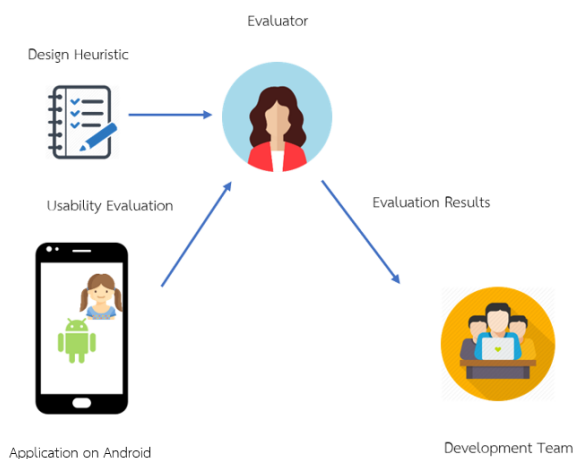 Evaluator
Design Heuristic
Usability Evaluation
Evaluation Results
Application on Android
Development Team